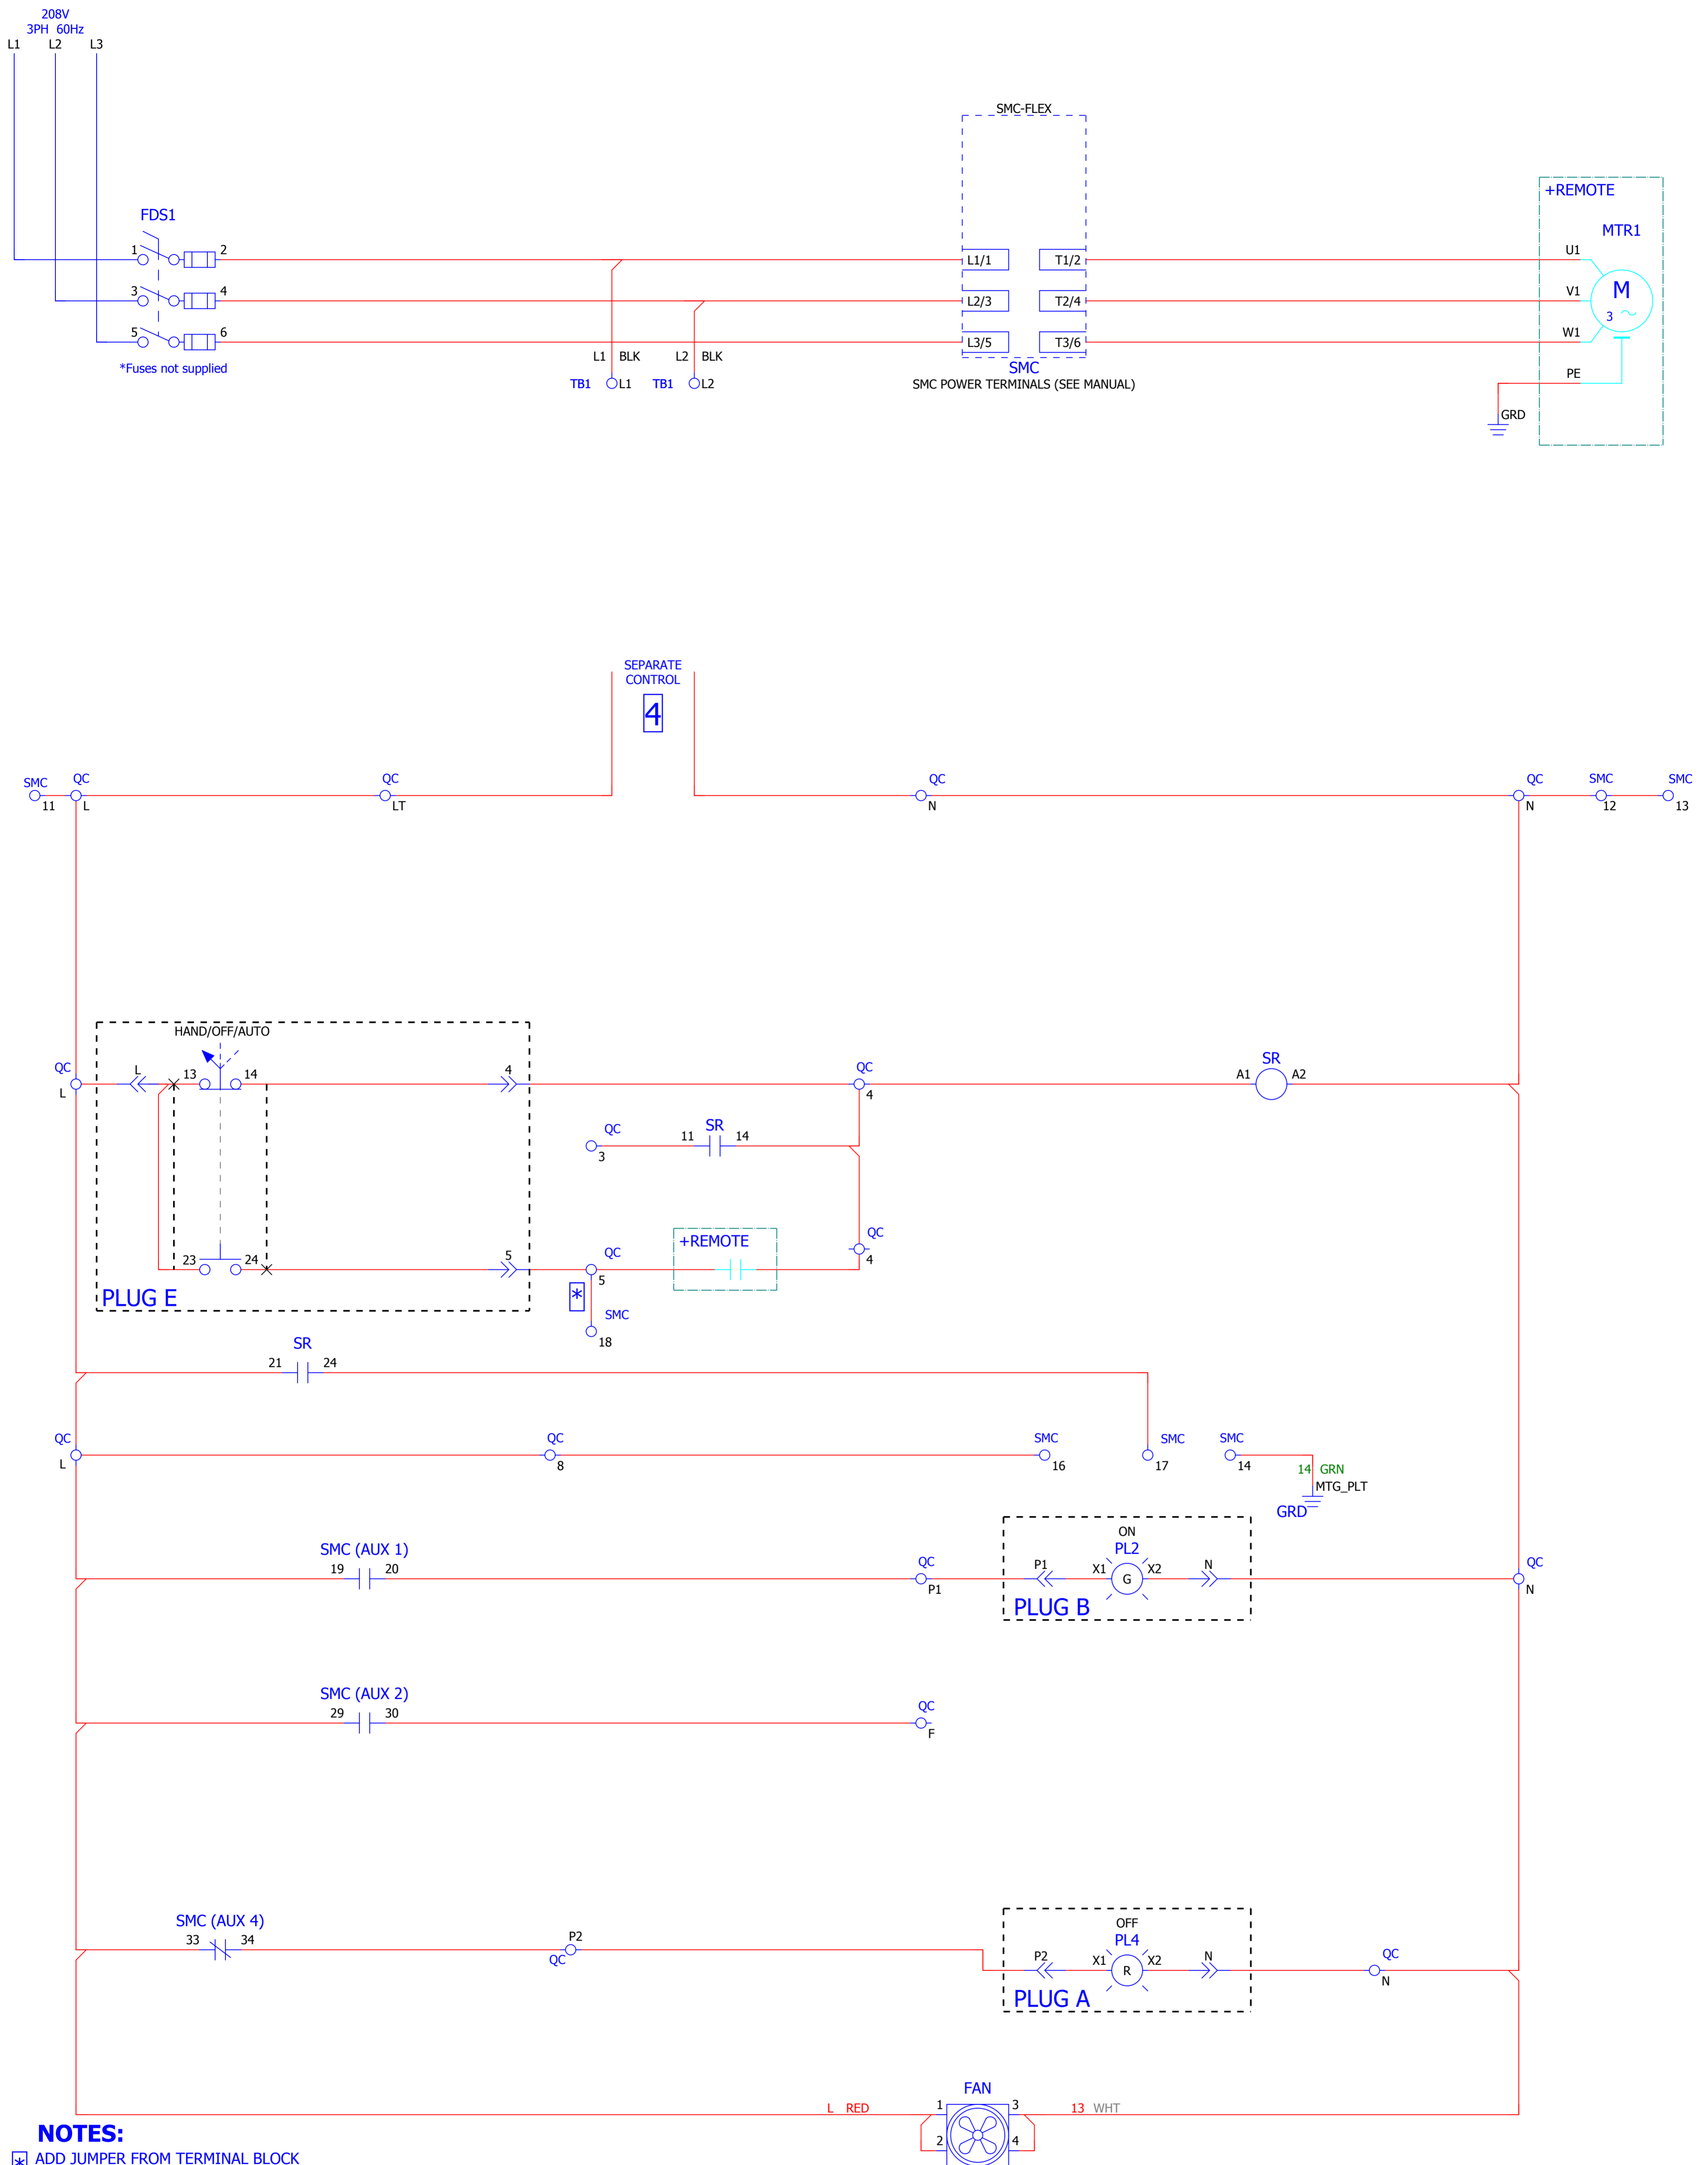 208V
3PH 60Hz
L1 L2 L3
SMC-FLEX
+REMOTE
MTR1
FDS1
1 2 L1/1 T1/2 U1
3 4 L2/3 T2/4 V1 M
3
5 6 L3/5 T3/6 W1
*Fuses not supplied
L1 BLK L2 BLK
SMC
TB1 L1 TB1 L2
SMC POWER TERMINALS (SEE MANUAL)
PE
GRD
SEPARATE
CONTROL
4
SMC QC QC QC QC SMC SMC
11 L LT N N 12 13
HAND/OFF/AUTO
QC L 13 14 4 QC SR
L 4 A1 A2
QC 11 SR 14
3
QC
4
+REMOTE
23 24 5 QC
5
*
PLUG E
SMC
18
SR
21 24
QC QC SMC SMC SMC
L 8 16 17 14
14 GRN
MTG_PLT
GRD
ON
SMC (AUX 1) PL2
19 20 QC P1 X1 G X2 N QC
P1 N
PLUG B
SMC (AUX 2)
29 30 QC
F
OFF
SMC (AUX 4) PL4
33 34 P2
QC
P2 X1 R X2 N QC
N
PLUG A
FAN
L RED 1 3 13 WHT
2 4
NOTES:
* ADD JUMPER FROM TERMINAL BLOCK